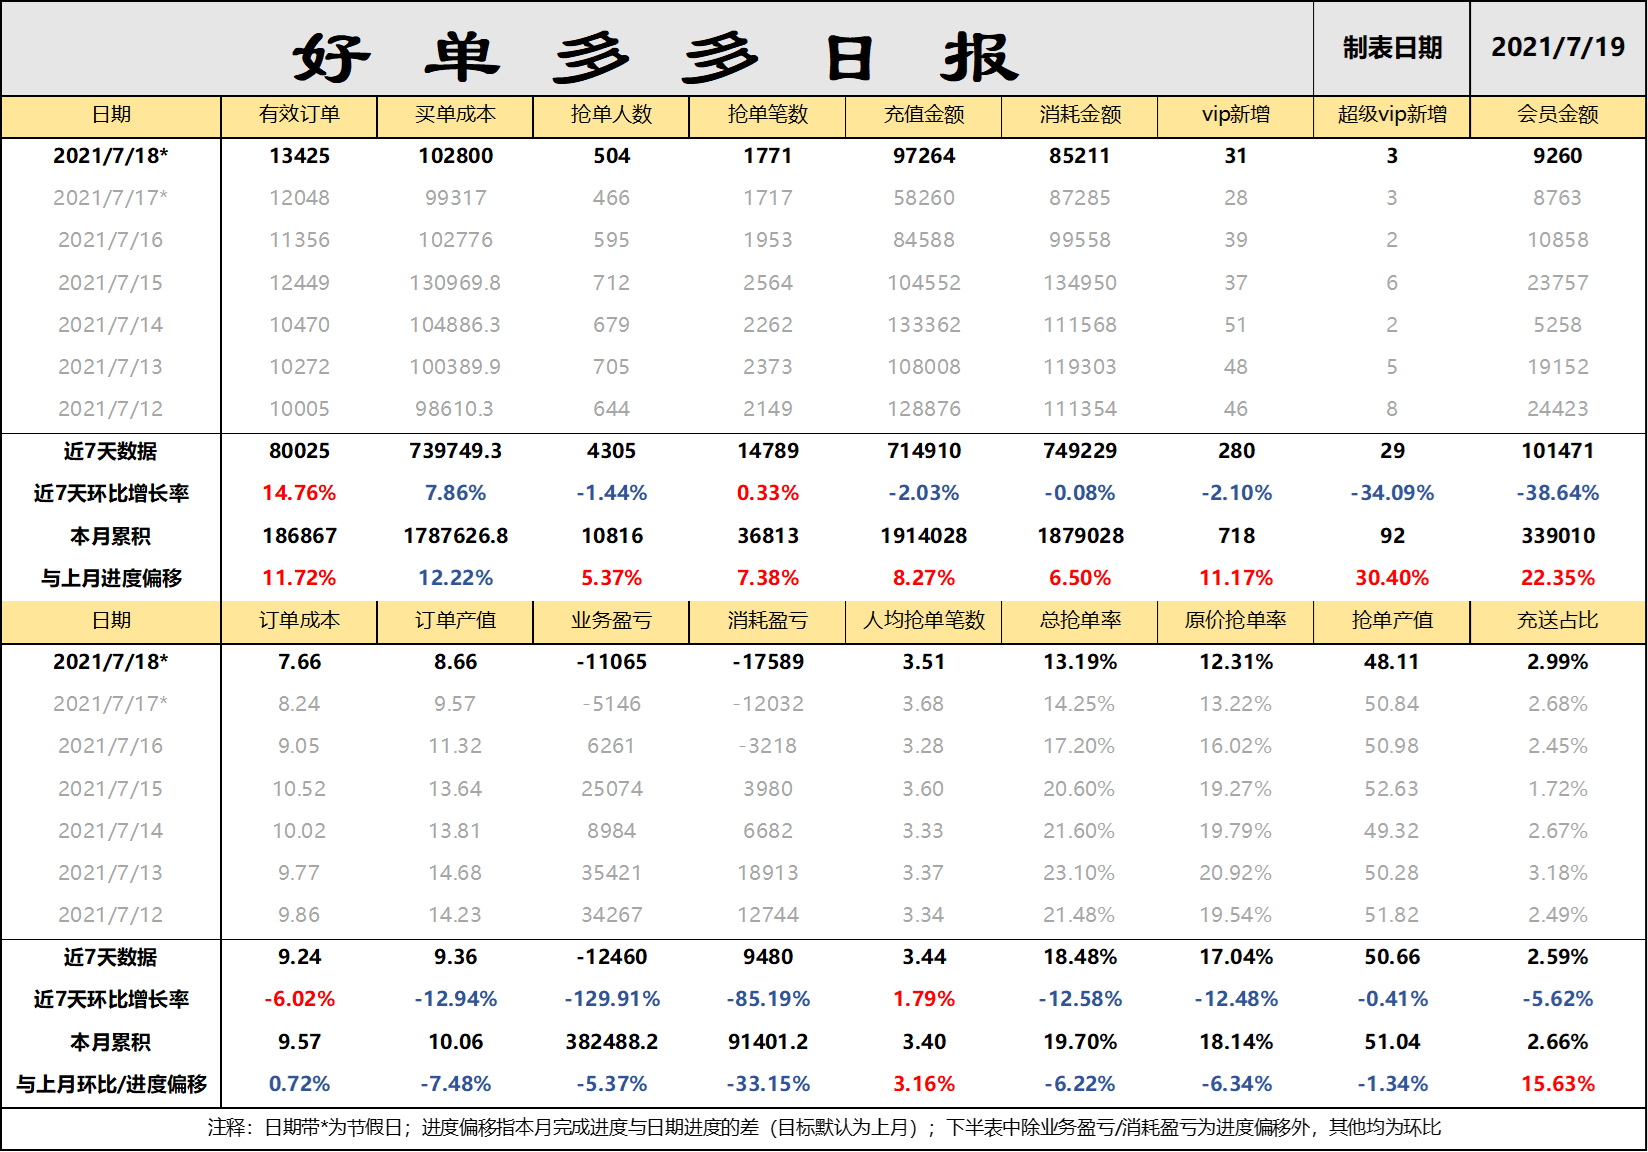 好单多多日报 制表日期 2021/7/19
日期 有效订单 买单成本 抢单人数 抢单笔数 充值金额 消耗金额 vip新增 超级vip新增 会员金额
2021/7/18* 13425 102800 504 1771 97264 85211 31 3 9260
2021/7/17* 12048 99317 466 1717 58260 87285 28 3 8763
2021/7/16 11356 102776 595 1953 84588 99558 39 2 10858
2021/7/15 12449 130969.8 712 2564 104552 134950 37 6 23757
2021/7/14 10470 104886.3 679 2262 133362 111568 51 2 5258
2021/7/13 10272 100389.9 705 2373 108008 119303 48 5 19152
2021/7/12 10005 98610.3 644 2149 128876 111354 46 8 24423
近7天数据 80025 739749.3 4305 14789 714910 749229 280 29 101471
近7天环比增长率 14.76% 7.86% -1.44% 0.33% -2.03% -0.08% -2.10% -34.09% -38.64%
本月累积 186867 1787626.8 10816 36813 1914028 1879028 718 92 339010
与上月进度偏移 11.72% 12.22% 5.37% 7.38% 8.27% 6.50% 11.17% 30.40% 22.35%
日期 订单成本 订单产值 业务盈亏 消耗盈亏 人均抢单笔数 总抢单率 原价抢单率 抢单产值 充送占比
2021/7/18* 7.66 8.66 -11065 -17589 3.51 13.19% 12.31% 48.11 2.99%
2021/7/17* 8.24 9.57 -5146 -12032 3.68 14.25% 13.22% 50.84 2.68%
2021/7/16 9.05 11.32 6261 -3218 3.28 17.20% 16.02% 50.98 2.45%
2021/7/15 10.52 13.64 25074 3980 3.60 20.60% 19.27% 52.63 1.72%
2021/7/14 10.02 13.81 8984 6682 3.33 21.60% 19.79% 49.32 2.67%
2021/7/13 9.77 14.68 35421 18913 3.37 23.10% 20.92% 50.28 3.18%
2021/7/12 9.86 14.23 34267 12744 3.34 21.48% 19.54% 51.82 2.49%
近7天数据 9.24 9.36 -12460 9480 3.44 18.48% 17.04% 50.66 2.59%
近7天环比增长率 -6.02% -12.94% -129.91% -85.19% 1.79% -12.58% -12.48% -0.41% -5.62%
本月累积 9.57 10.06 382488.2 91401.2 3.40 19.70% 18.14% 51.04 2.66%
与上月环比/进度偏移 0.72% -7.48% -5.37% -33.15% 3.16% -6.22% -6.34% -1.34% 15.63%
注释：日期带*为节假日；进度偏移指本月完成进度与日期进度的差（目标默认为上月）；下半表中除业务盈亏/消耗盈亏为进度偏移外，其他均为环比